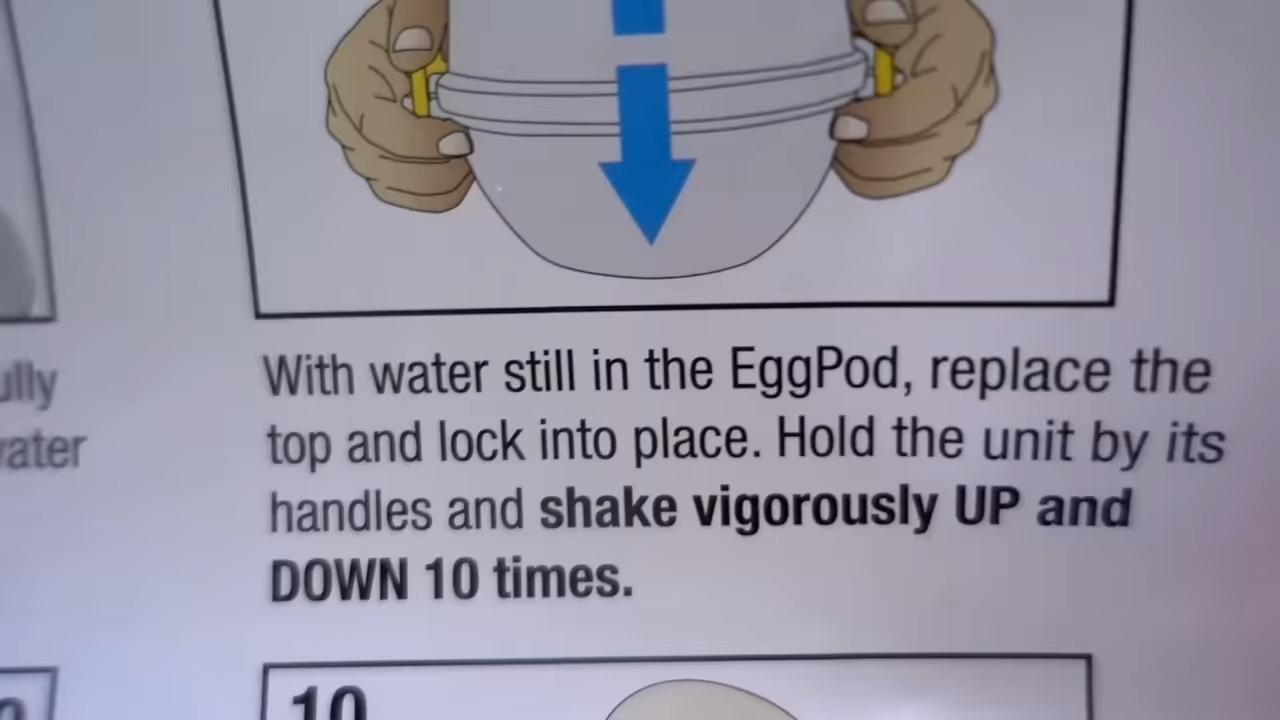 With water still in the EggPod, replace the
top and lock into place. Hold the unit by its
handles and shake vigorously UP and
DOWN 10 times.
10